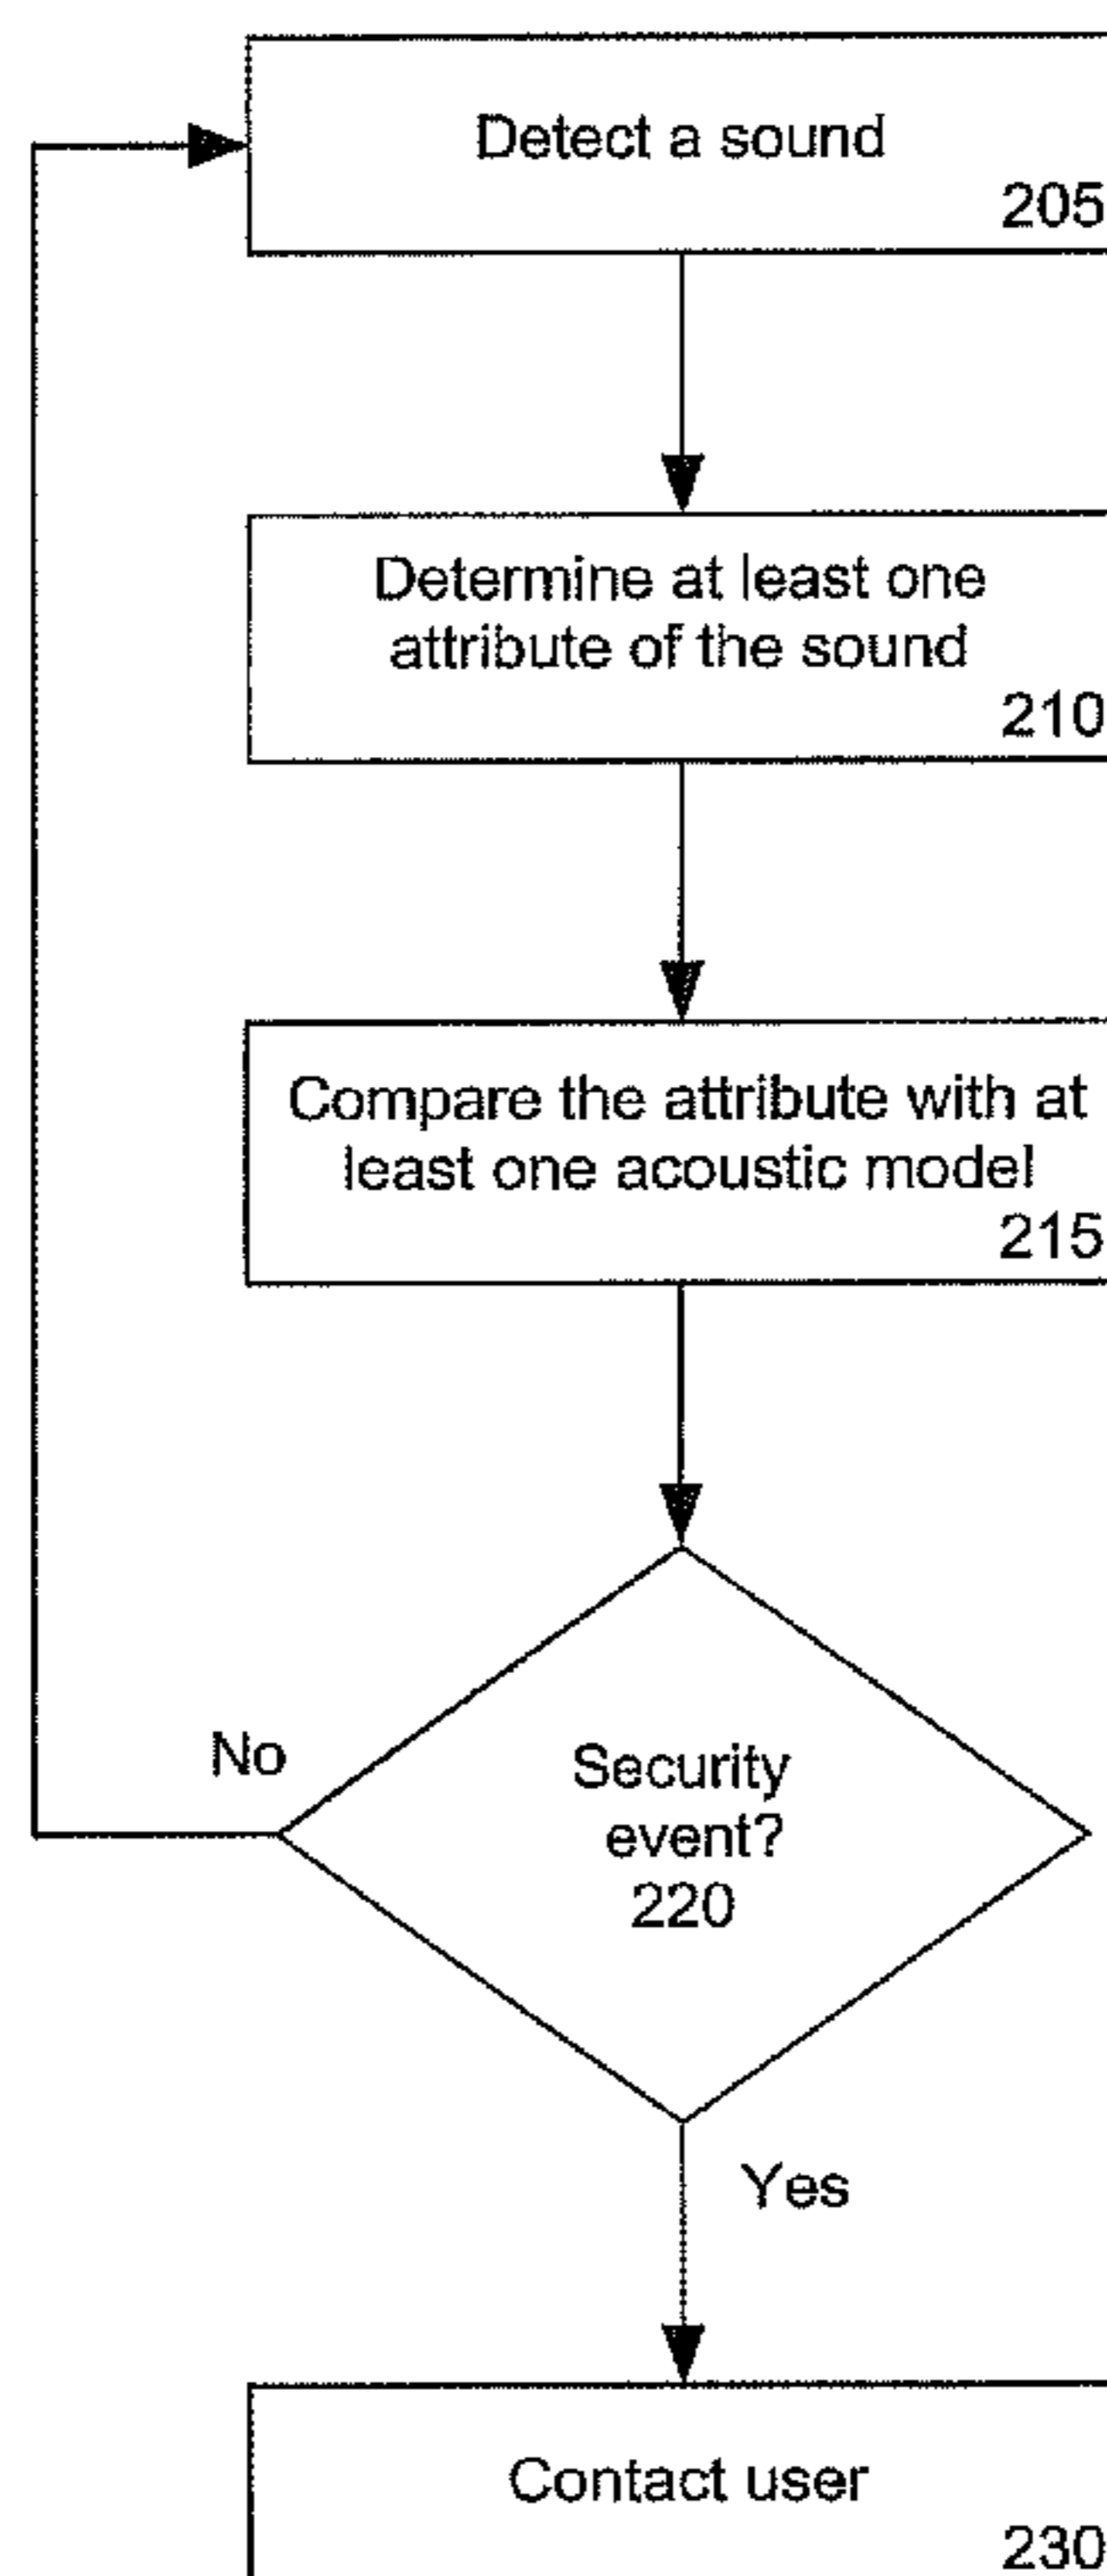 Detect a sound
205
Determine at least one
attribute of the sound
210
Compare the attribute with at
least one acoustic model
215
No
Security
event?
220
Yes
Contact user
230